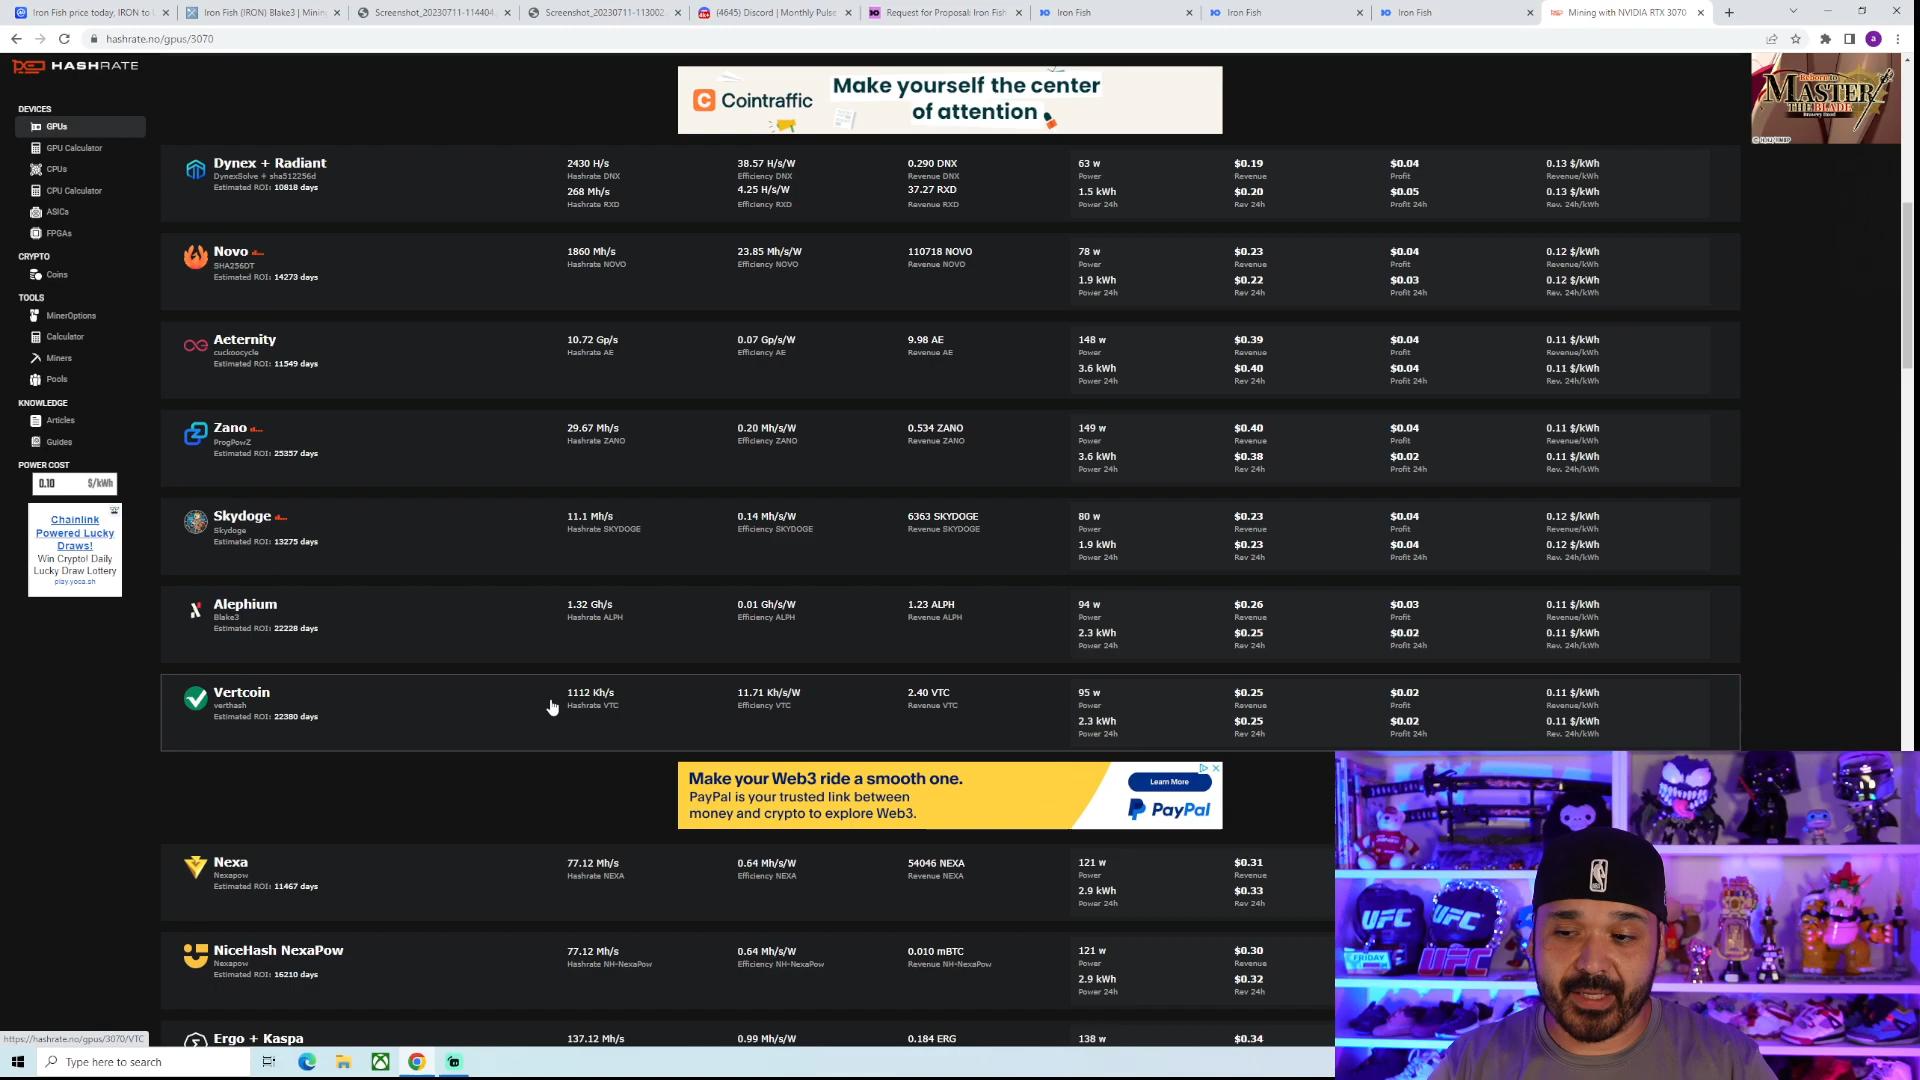 Iron Fish price today, IRON to U
Iron Fish (IRON) Blake3 | Minin
Screenshot_20230711-114404.
Screenshot_20230711-113002.
(4645) Discord | Monthly Pulse
Request for Proposal: Iron Fish
Iron Fish
Iron Fish
Iron Fish
Mining with NVIDIA RTX 3070
hashrate.no/gpus/3070
a
HASHRATE
DEVICES
GPUs
GPU Calculator
CPUs
CPU Calculator
ASICs
FPGAs
CRYPTO
Coins
TOOLS
MinerOptions
Calculator
Miners
Pools
KNOWLEDGE
Articles
Guides
POWER COST
0.10 $/kWh
Chainlink
Powered Lucky
Draws!
Win Crypto! Daily
Lucky Draw Lottery
play.yoca.sh
Cointraffic
Make yourself the center
of attention
Reborn to
MASTER
THE BLADE
Dynex + Radiant
DynexSolve + sha512256d
Estimated ROI: 10818 days
2430 H/s
Hashrate DNX
268 Mh/s
Hashrate RXD
38.57 H/s/W
Efficiency DNX
4.25 H/s/W
Efficiency RXD
0.290 DNX
Revenue DNX
37.27 RXD
Revenue RXD
63 w
Power
1.5 kWh
Power 24h
$0.19
Revenue
$0.20
Rev 24h
$0.04
Profit
$0.05
Profit 24h
0.13 $/kWh
Revenue/kWh
0.13 $/kWh
Rev. 24h/kWh
Novo
SHA256DT
Estimated ROI: 14273 days
1860 Mh/s
Hashrate NOVO
23.85 Mh/s/W
Efficiency NOVO
110718 NOVO
Revenue NOVO
78 w
Power
1.9 kWh
Power 24h
$0.23
Revenue
$0.22
Rev 24h
$0.04
Profit
$0.03
Profit 24h
0.12 $/kWh
Revenue/kWh
0.12 $/kWh
Rev. 24h/kWh
Aeternity
cuckoocycle
Estimated ROI: 11549 days
10.72 Gp/s
Hashrate AE
0.07 Gp/s/W
Efficiency AE
9.98 AE
Revenue AE
148 w
Power
3.6 kWh
Power 24h
$0.39
Revenue
$0.40
Rev 24h
$0.04
Profit
$0.04
Profit 24h
0.11 $/kWh
Revenue/kWh
0.11 $/kWh
Rev. 24h/kWh
Zano
ProgPowZ
Estimated ROI: 25357 days
29.67 Mh/s
Hashrate ZANO
0.20 Mh/s/W
Efficiency ZANO
0.534 ZANO
Revenue ZANO
149 w
Power
3.6 kWh
Power 24h
$0.40
Revenue
$0.38
Rev 24h
$0.04
Profit
$0.02
Profit 24h
0.11 $/kWh
Revenue/kWh
0.11 $/kWh
Rev. 24h/kWh
Skydoge
Skydoge
Estimated ROI: 13275 days
11.1 Mh/s
Hashrate SKYDOGE
0.14 Mh/s/W
Efficiency SKYDOGE
6363 SKYDOGE
Revenue SKYDOGE
80 w
Power
1.9 kWh
Power 24h
$0.23
Revenue
$0.23
Rev 24h
$0.04
Profit
$0.04
Profit 24h
0.12 $/kWh
Revenue/kWh
0.12 $/kWh
Rev. 24h/kWh
Alephium
Blake3
Estimated ROI: 22228 days
1.32 Gh/s
Hashrate ALPH
0.01 Gh/s/W
Efficiency ALPH
1.23 ALPH
Revenue ALPH
94 w
Power
2.3 kWh
Power 24h
$0.26
Revenue
$0.25
Rev 24h
$0.03
Profit
$0.02
Profit 24h
0.11 $/kWh
Revenue/kWh
0.11 $/kWh
Rev. 24h/kWh
Vertcoin
verthash
Estimated ROI: 22380 days
1112 Kh/s
Hashrate VTC
11.71 Kh/s/W
Efficiency VTC
2.40 VTC
Revenue VTC
95 w
Power
2.3 kWh
Power 24h
$0.25
Revenue
$0.25
Rev 24h
$0.02
Profit
$0.02
Profit 24h
0.11 $/kWh
Revenue/kWh
0.11 $/kWh
Rev. 24h/kWh
Make your Web3 ride a smooth one.
PayPal is your trusted link between
money and crypto to explore Web3.
Learn More
PayPal
Nexa
Nexapow
Estimated ROI: 11467 days
77.12 Mh/s
Hashrate NEXA
0.64 Mh/s/W
Efficiency NEXA
54046 NEXA
Revenue NEXA
121 w
Power
2.9 kWh
Power 24h
$0.31
Revenue
$0.33
Rev 24h
NiceHash NexaPow
Nexapow
Estimated ROI: 16210 days
77.12 Mh/s
Hashrate NH-NexaPow
0.64 Mh/s/W
Efficiency NH-NexaPow
0.010 mBTC
Revenue NH-NexaPow
121 w
Power
2.9 kWh
Power 24h
$0.30
Revenue
$0.32
Rev 24h
Ergo + Kaspa
137.12 Mh/s
0.99 Mh/s/W
0.184 ERG
138 w
$0.34
https://hashrate.no/gpus/3070/VTC
Type here to search
UFC
UFC
UFC
FRIDAY